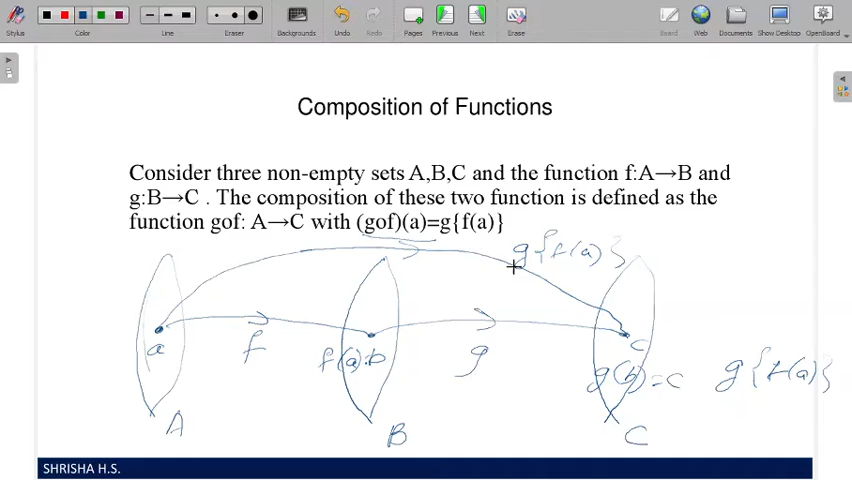 Stylus Color Line Eraser Backgrounds Undo Redo Pages Previous Next Erase Board Web Documents Show Desktop OpenBoard
Composition of Functions
Consider three non-empty sets A,B,C and the function f:A→B and
g:B→C . The composition of these two function is defined as the
function gof: A→C with (gof)(a)=g{f(a)}
g{f(a)}
a f f(a)=b g c
g(b)=c g{f(a)}
A B C
SHRISHA H.S.